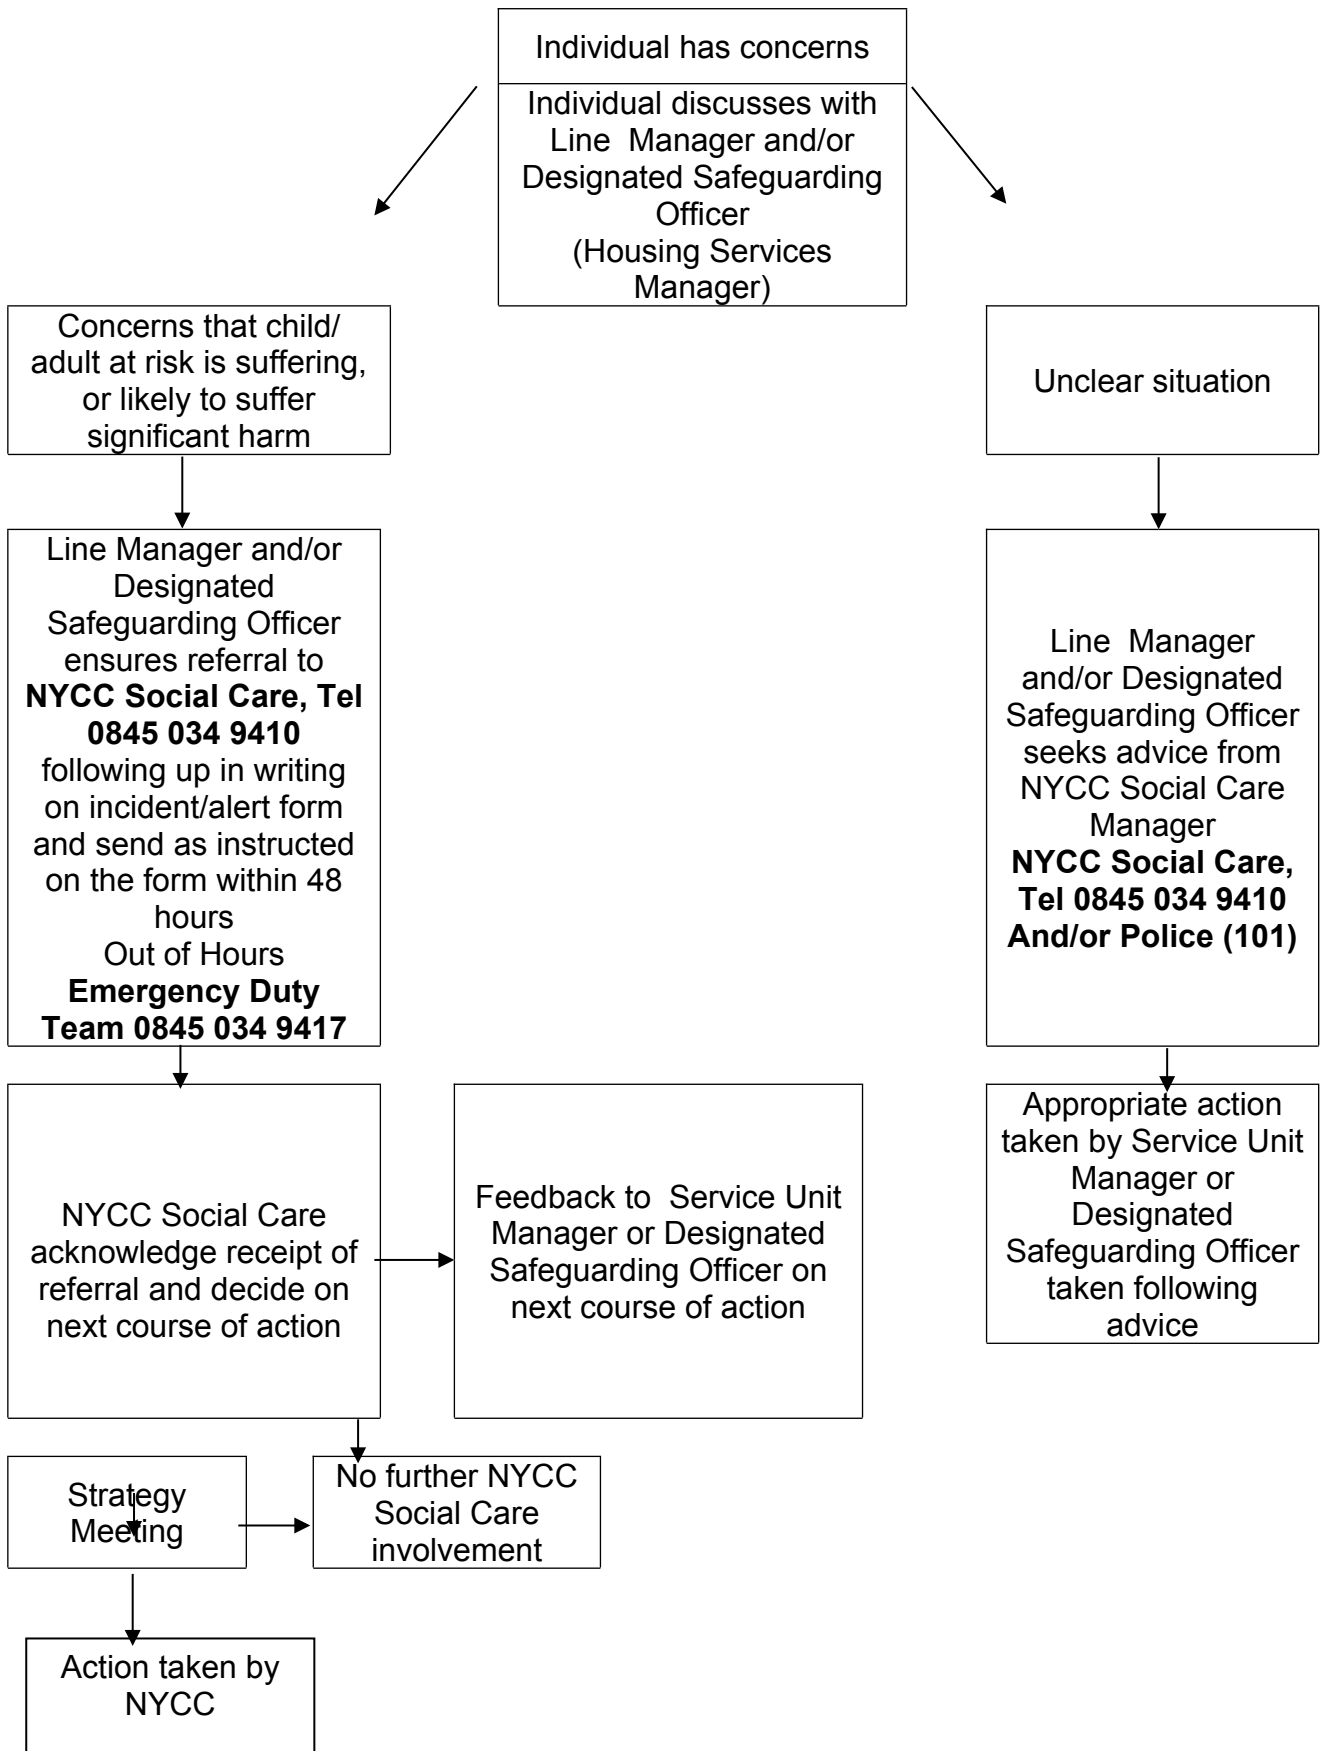 Individual has concerns
Individual discusses with
Line Manager and/or
Designated Safeguarding
Officer
(Housing Services
Manager)
Concerns that child/
adult at risk is suffering,
or likely to suffer
significant harm
Unclear situation
Line Manager and/or
Designated
Safeguarding Officer
ensures referral to
NYCC Social Care, Tel
0845 034 9410
following up in writing
on incident/alert form
and send as instructed
on the form within 48
hours
Out of Hours
Emergency Duty
Team 0845 034 9417
Line Manager
and/or Designated
Safeguarding Officer
seeks advice from
NYCC Social Care
Manager
NYCC Social Care,
Tel 0845 034 9410
And/or Police (101)
NYCC Social Care
acknowledge receipt of
referral and decide on
next course of action
Feedback to Service Unit
Manager or Designated
Safeguarding Officer on
next course of action
Appropriate action
taken by Service Unit
Manager or
Designated
Safeguarding Officer
taken following
advice
Strategy
Meeting
No further NYCC
Social Care
involvement
Action taken by
NYCC